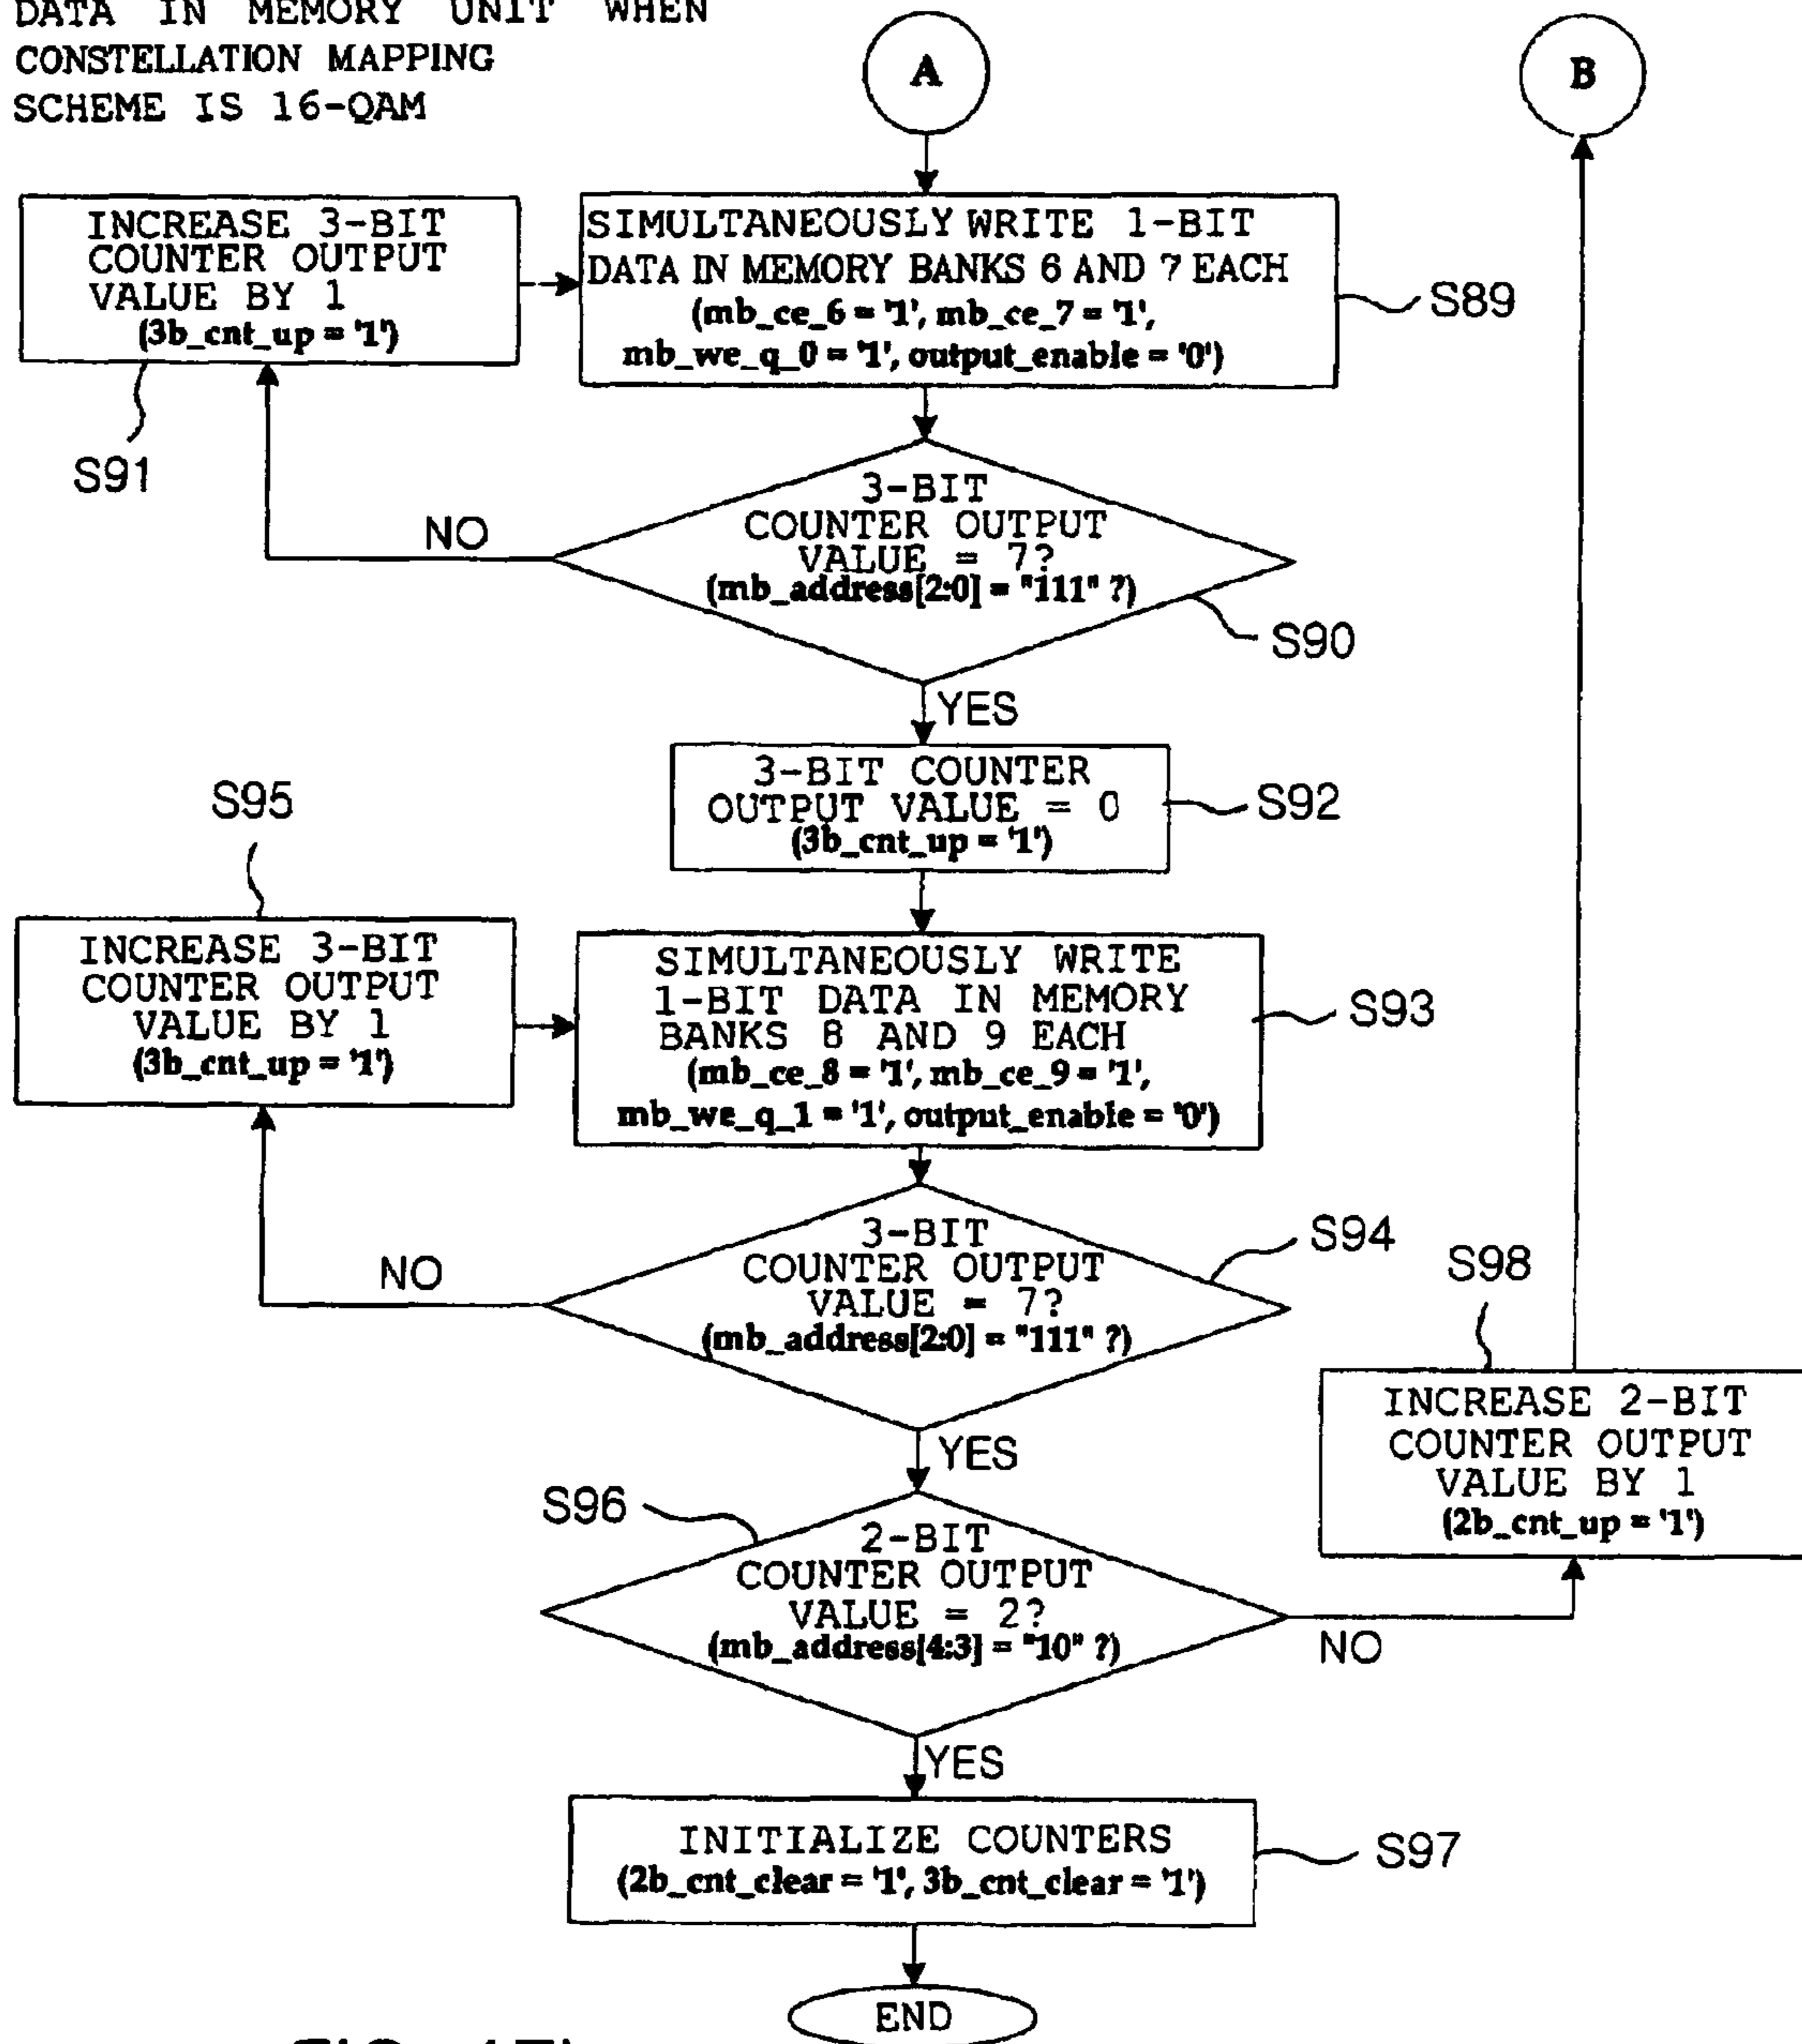 DATA IN MEMORY UNIT WHEN
CONSTELLATION MAPPING
SCHEME IS 16-QAM
A
B
INCREASE 3-BIT
COUNTER OUTPUT
VALUE BY 1
(3b_cnt_up = '1')
S91
SIMULTANEOUSLY WRITE 1-BIT
DATA IN MEMORY BANKS 6 AND 7 EACH
(mb_ce_6 = '1', mb_ce_7 = '1',
mb_we_q_0 = '1', output_enable = '0')
S89
3-BIT
COUNTER OUTPUT
VALUE = 7?
(mb_address[2:0] = "111" ?)
NO
S90
YES
3-BIT COUNTER
OUTPUT VALUE = 0
(3b_cnt_up = '1')
S92
S95
INCREASE 3-BIT
COUNTER OUTPUT
VALUE BY 1
(3b_cnt_up = '1')
SIMULTANEOUSLY WRITE
1-BIT DATA IN MEMORY
BANKS 8 AND 9 EACH
(mb_ce_8 = '1', mb_ce_9 = '1',
mb_we_q_1 = '1', output_enable = '0')
S93
3-BIT
COUNTER OUTPUT
VALUE = 7?
(mb_address[2:0] = "111" ?)
NO
S94
YES
S98
INCREASE 2-BIT
COUNTER OUTPUT
VALUE BY 1
(2b_cnt_up = '1')
S96
2-BIT
COUNTER OUTPUT
VALUE = 2?
(mb_address[4:3] = "10" ?)
NO
YES
INITIALIZE COUNTERS
(2b_cnt_clear = '1', 3b_cnt_clear = '1')
S97
END